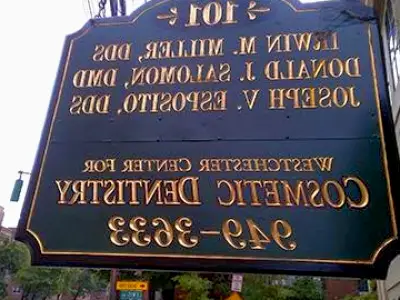 101
IRWIN M. MILLER, DDS
DONALD J. SALOMON, DMD
JOSEPH V. ESPOSITO, DDS
WESTCHESTER CENTER FOR
COSMETIC DENTISTRY
949-3633